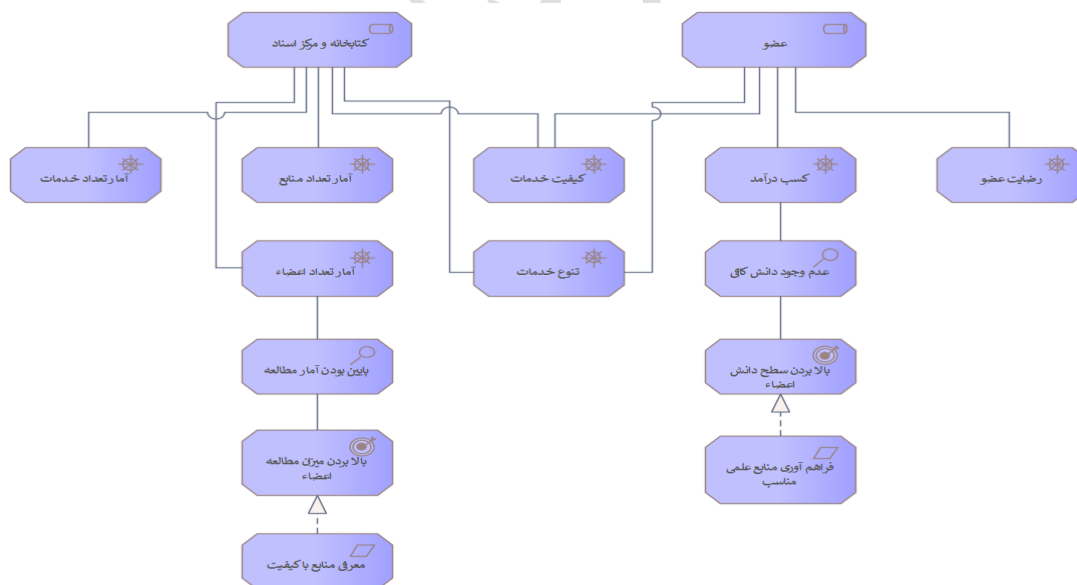 عضو
کتابخانه و مرکز اسناد
رضایت عضو
کسب درآمد
کیفیت خدمات
آمار تعداد منابع
آمار تعداد خدمات
عدم وجود دانش کافی
تنوع خدمات
آمار تعداد اعضاء
بالا بردن سطح دانش
اعضاء
پایین بودن آمار مطالعه
فراهم آوری منابع علمی
مناسب
بالا بردن میزان مطالعه
اعضاء
معرفی منابع با کیفیت